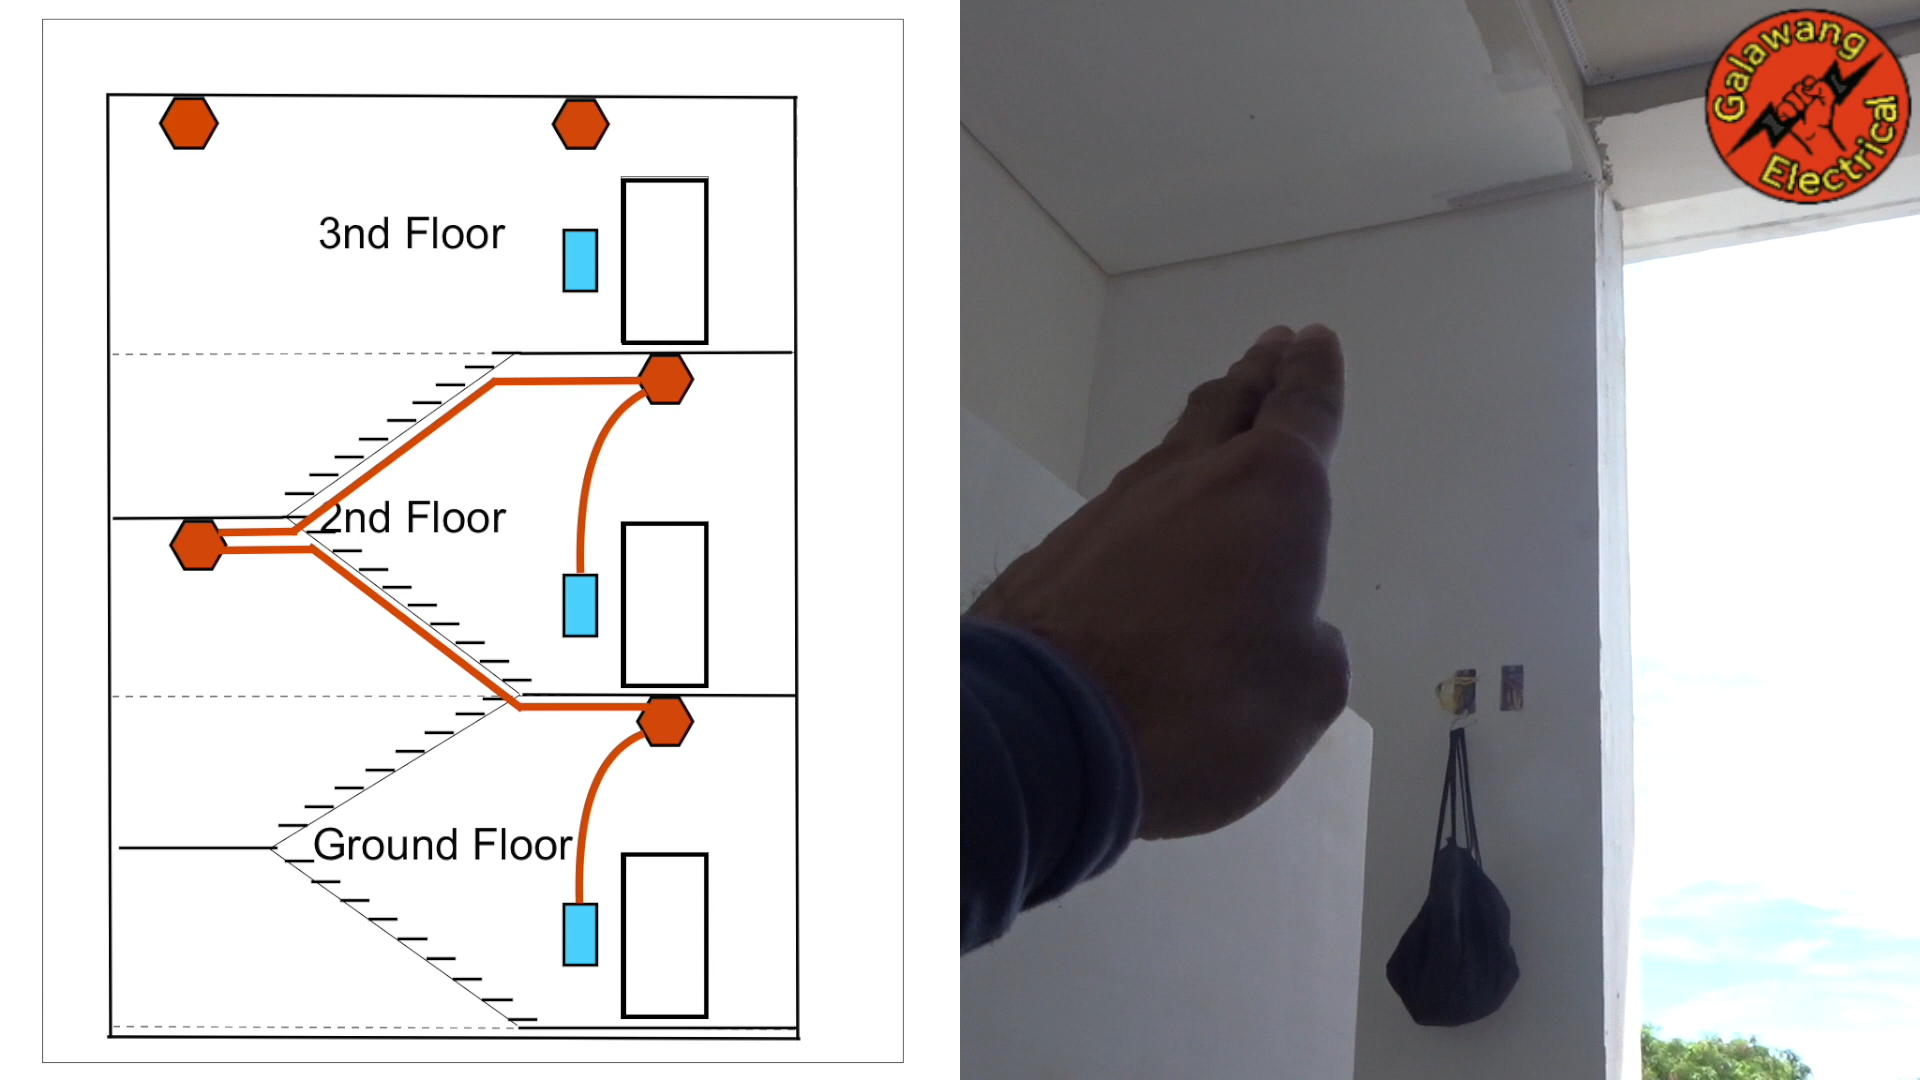 3nd Floor
2nd Floor
Ground Floor
Galawang
Electrical